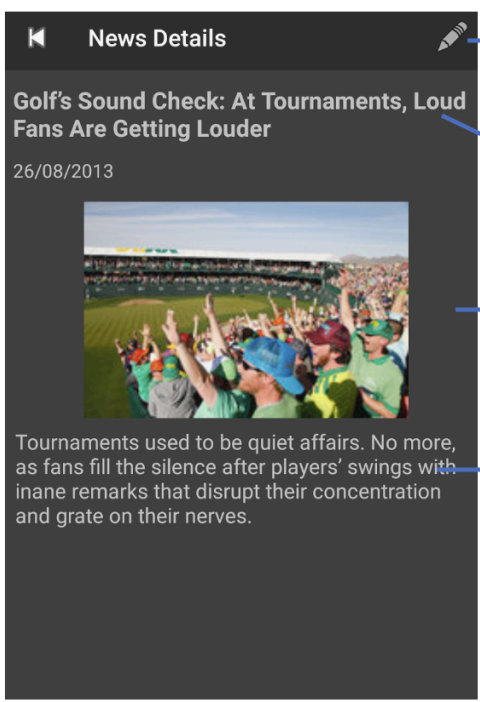 News Details
Golf's Sound Check: At Tournaments, Loud
Fans Are Getting Louder
26/08/2013
Tournaments used to be quiet affairs. No more,
as fans fill the silence after players' swings with
inane remarks that disrupt their concentration
and grate on their nerves.